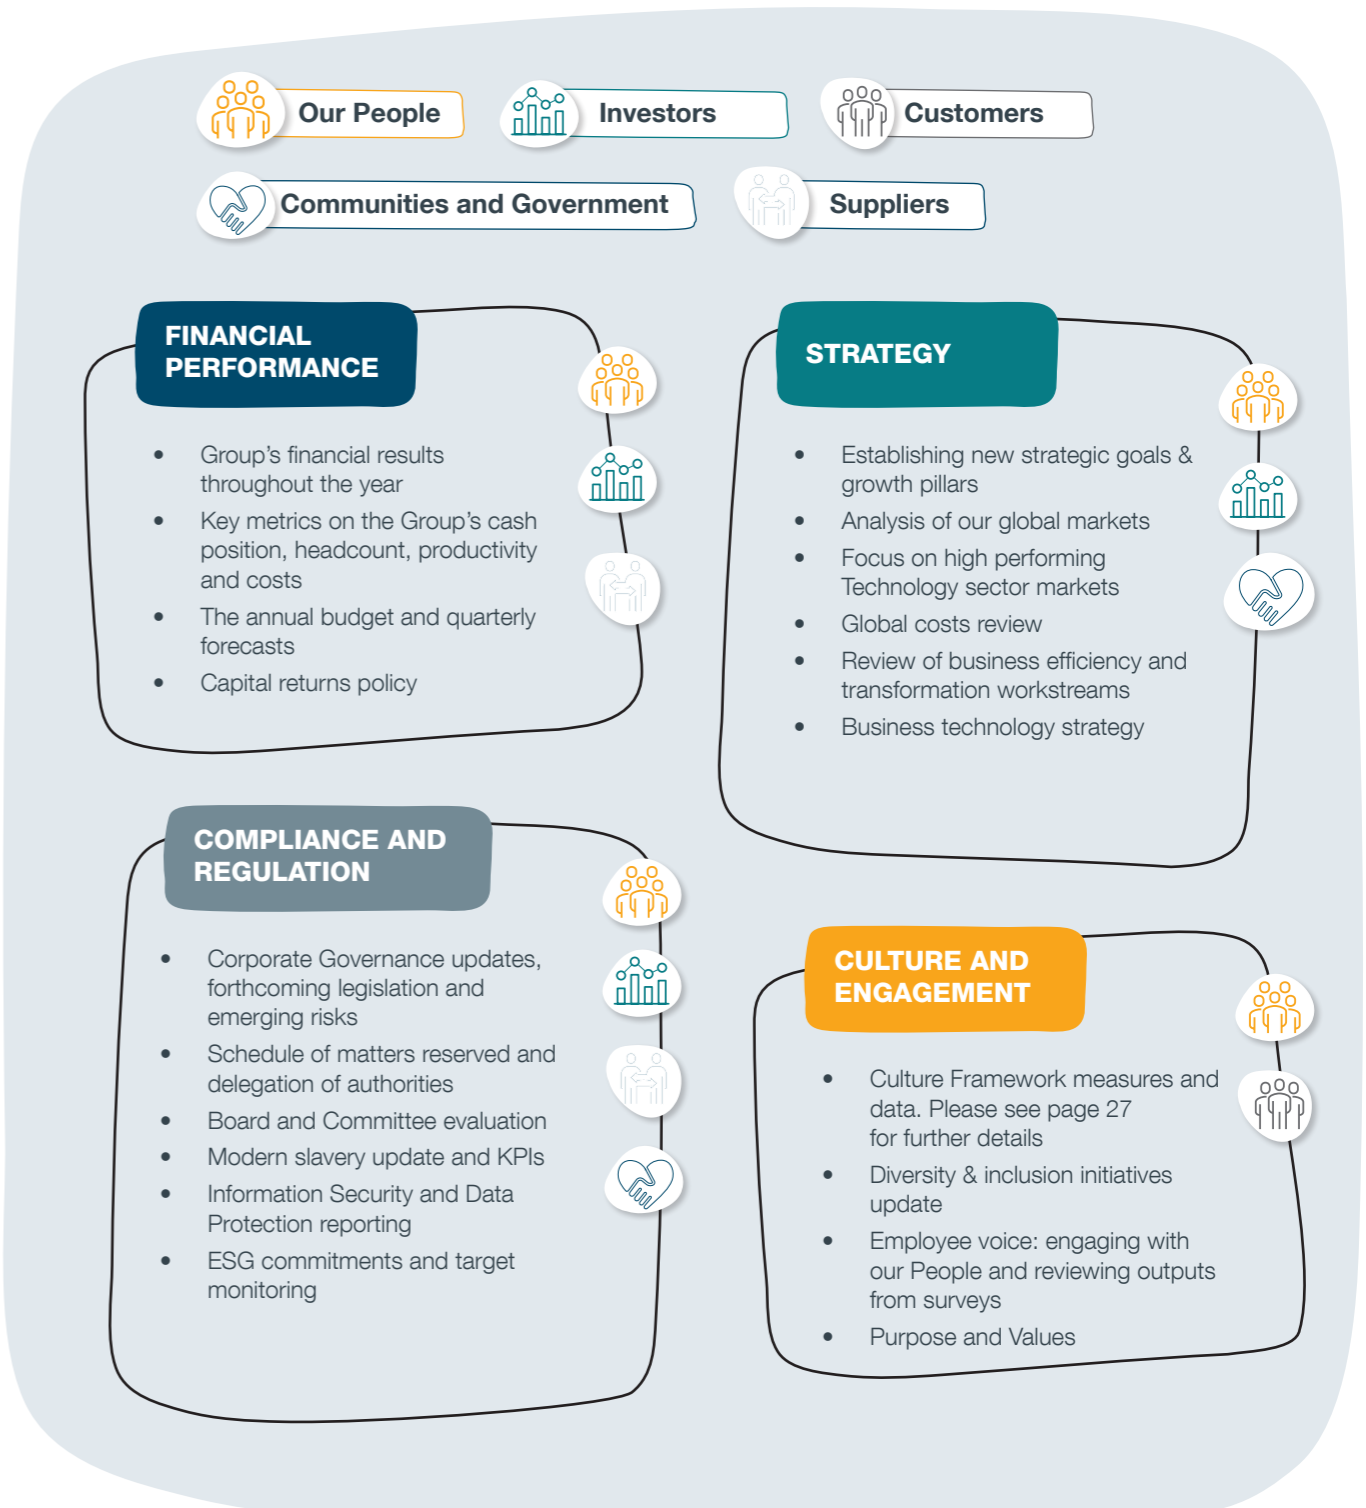 Our People
Investors
Customers
Communities and Government
Suppliers
FINANCIAL
PERFORMANCE
• Group's financial results
throughout the year
• Key metrics on the Group's cash
position, headcount, productivity
and costs
• The annual budget and quarterly
forecasts
• Capital returns policy
STRATEGY
• Establishing new strategic goals &
growth pillars
• Analysis of our global markets
• Focus on high performing
Technology sector markets
• Global costs review
• Review of business efficiency and
transformation workstreams
• Business technology strategy
COMPLIANCE AND
REGULATION
• Corporate Governance updates,
forthcoming legislation and
emerging risks
• Schedule of matters reserved and
delegation of authorities
• Board and Committee evaluation
• Modern slavery update and KPIs
• Information Security and Data
Protection reporting
• ESG commitments and target
monitoring
CULTURE AND
ENGAGEMENT
• Culture Framework measures and
data. Please see page 27
for further details
• Diversity & inclusion initiatives
update
• Employee voice: engaging with
our People and reviewing outputs
from surveys
• Purpose and Values